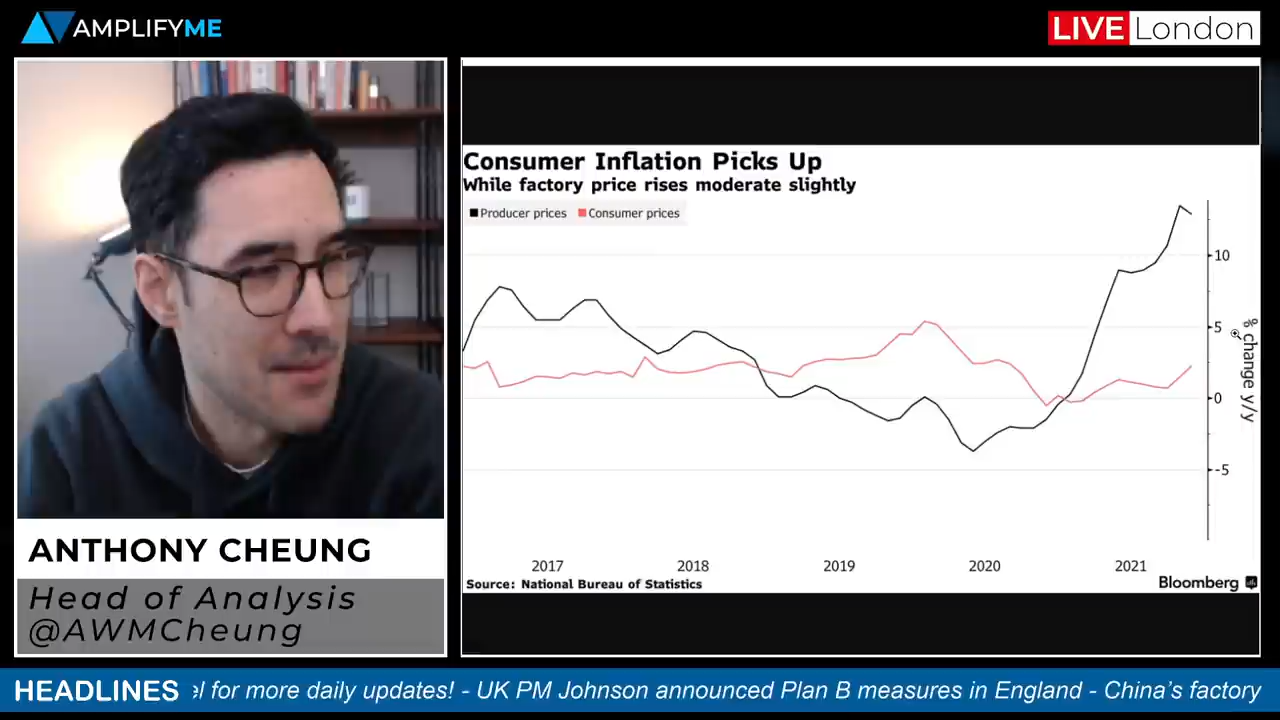 AMPLIFYME
LIVE London
Consumer Inflation Picks Up
While factory price rises moderate slightly
Producer prices Consumer prices
10
5
0
-5
% change y/y
2017 2018 2019 2020 2021
Source: National Bureau of Statistics
Bloomberg
ANTHONY CHEUNG
Head of Analysis
@AWMCheung
HEADLINES el for more daily updates! - UK PM Johnson announced Plan B measures in England - China's factory